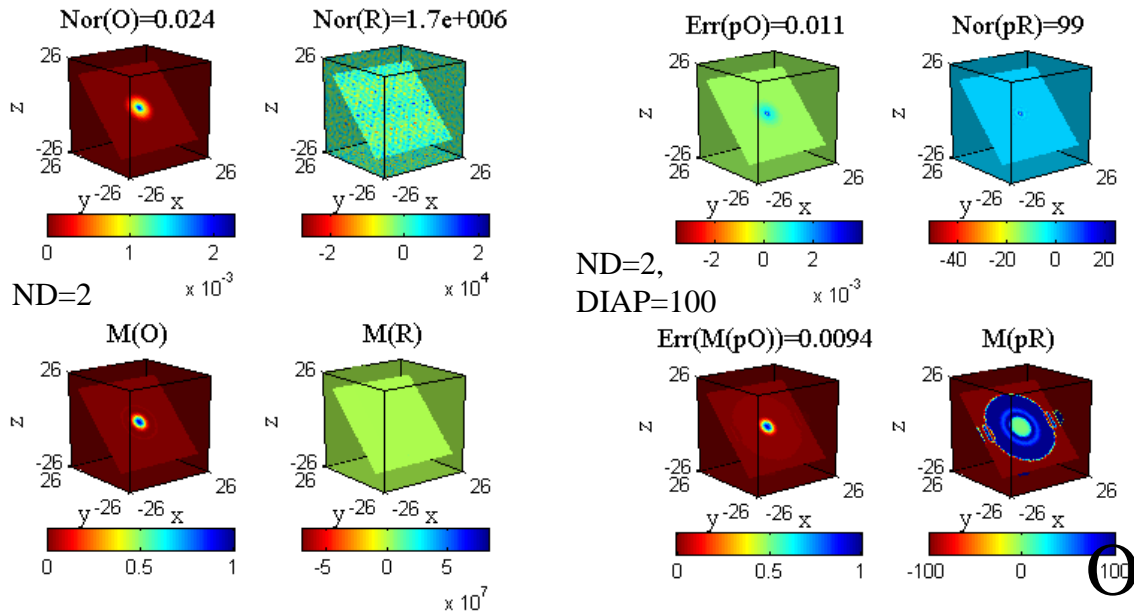 Nor(O)=0.024
26
z
-26
26
y
-26
-26
x
26
0
1
2
x 10^-3
Nor(R)=1.7e+006
26
z
-26
26
y
-26
-26
x
26
-2
0
2
x 10^4
ND=2
M(O)
26
z
-26
26
y
-26
-26
x
26
0
0.5
1
M(R)
26
z
-26
26
y
-26
-26
x
26
-5
0
5
x 10^7
Err(pO)=0.011
26
z
-26
26
y
-26
-26
x
26
-2
0
2
x 10^-3
Nor(pR)=99
26
z
-26
26
y
-26
-26
x
26
-40
-20
0
20
ND=2,
DIAP=100
Err(M(pO))=0.0094
26
z
-26
26
y
-26
-26
x
26
0
0.5
1
M(pR)
26
z
-26
26
y
-26
-26
x
26
-100
0
100
O